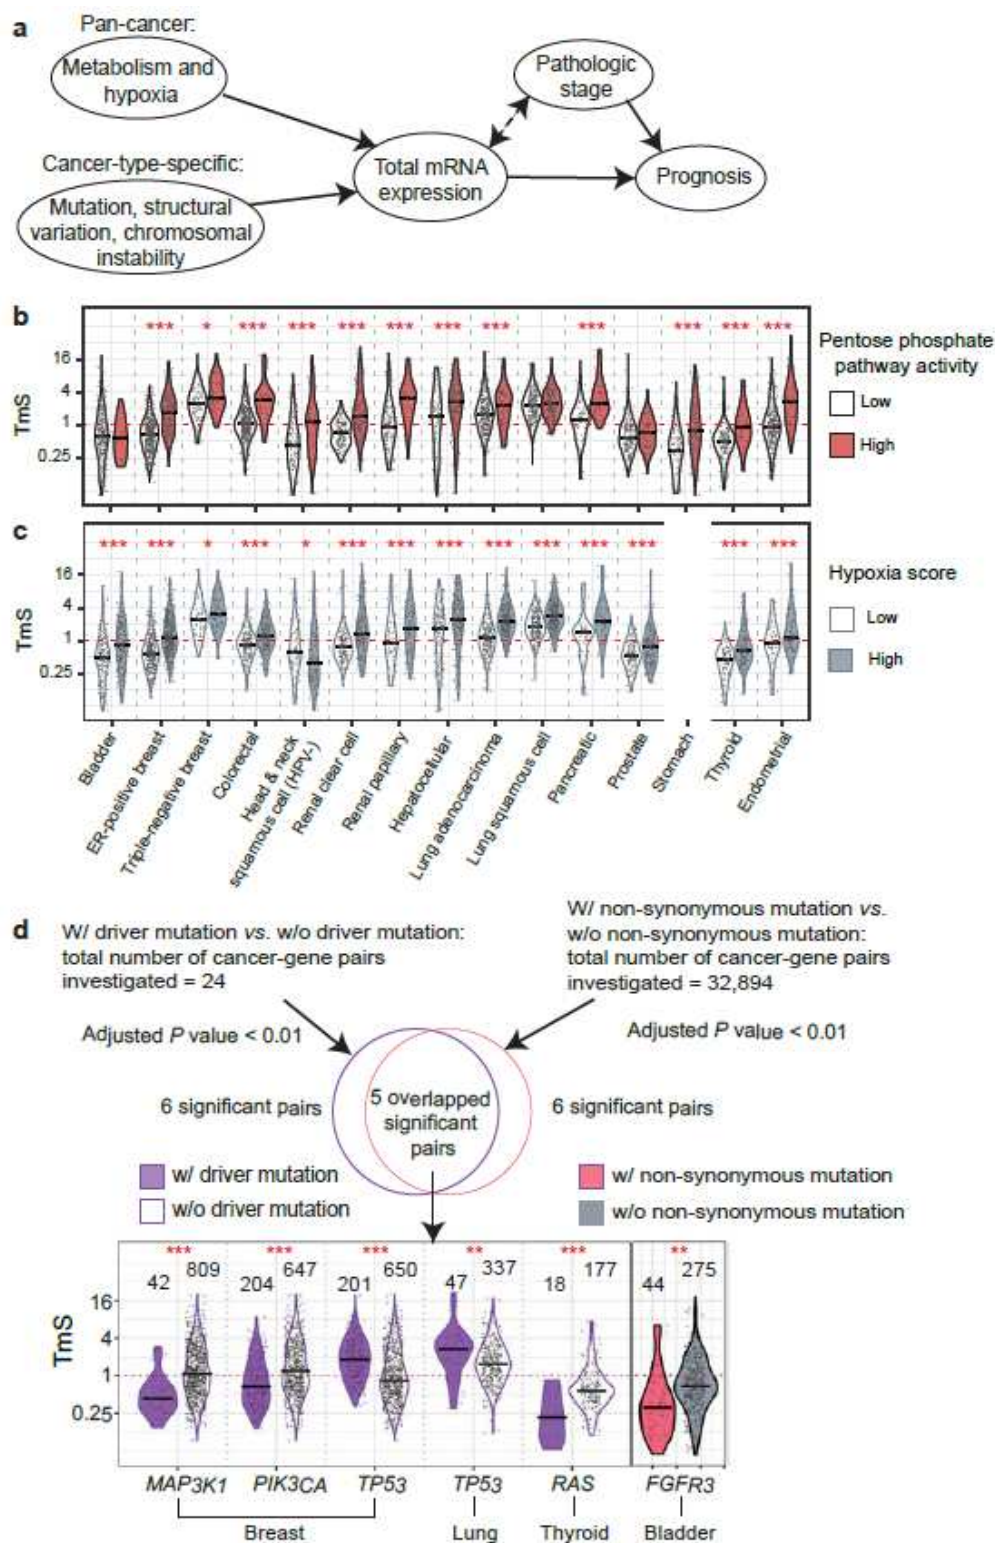 a
Pan-cancer:
Metabolism and
hypoxia
Pathologic
stage
Cancer-type-specific:
Mutation, structural
variation, chromosomal
instability
Total mRNA
expression
Prognosis
b
*** * *** *** *** *** *** *** *** *** *** ***
TmS
16
4
1
0.25
Pentose phosphate
pathway activity
Low
High
c
*** *** * *** * *** *** *** *** *** *** *** *** ***
TmS
16
4
1
0.25
Hypoxia score
Low
High
Bladder
ER-positive breast
Triple-negative breast
Colorectal
Head & neck
squamous cell (HPV-)
Renal clear cell
Renal papillary
Hepatocellular
Lung adenocarcinoma
Lung squamous cell
Pancreatic
Prostate
Stomach
Thyroid
Endometrial
d
W/ driver mutation vs. w/o driver mutation:
total number of cancer-gene pairs
investigated = 24
W/ non-synonymous mutation vs.
w/o non-synonymous mutation:
total number of cancer-gene pairs
investigated = 32,894
Adjusted P value < 0.01
Adjusted P value < 0.01
6 significant pairs
5 overlapped
significant
pairs
6 significant pairs
w/ driver mutation
w/o driver mutation
w/ non-synonymous mutation
w/o non-synonymous mutation
*** *** *** ** *** **
42 809 204 647 201 650 47 337 18 177 44 275
TmS
16
4
1
0.25
MAP3K1 PIK3CA TP53 TP53 RAS FGFR3
Breast Lung Thyroid Bladder